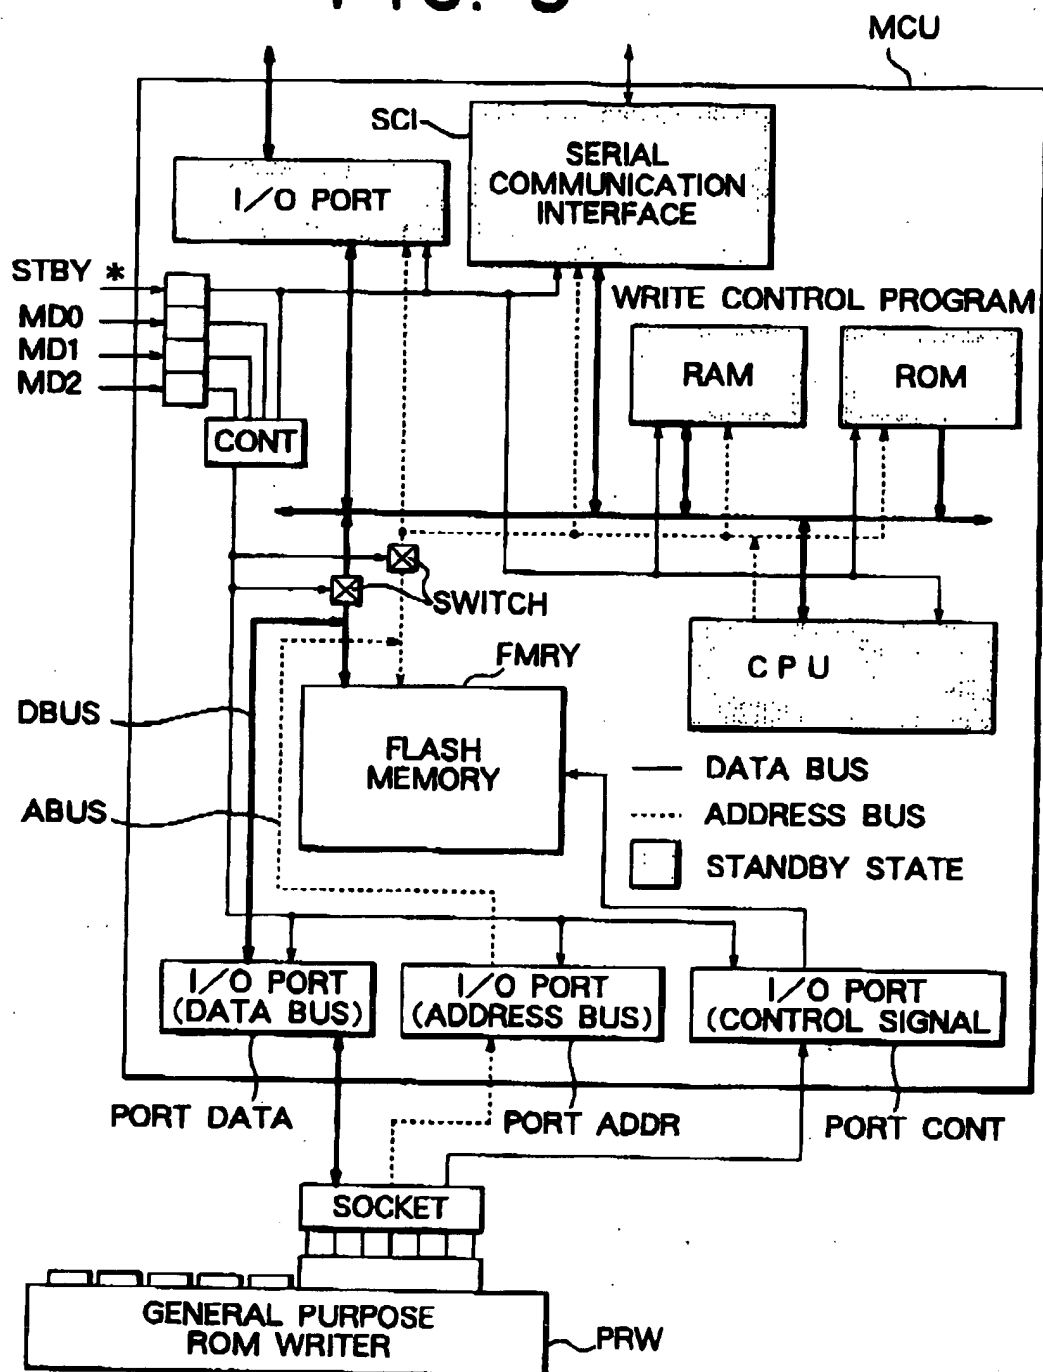 MCU
SCI
SERIAL
COMMUNICATION
INTERFACE
I/O PORT
STBY *
MD0
MD1
MD2
WRITE CONTROL PROGRAM
RAM
ROM
CONT
SWITCH
CPU
FMRY
DBUS
FLASH
MEMORY
DATA BUS
ABUS
ADDRESS BUS
STANDBY STATE
I/O PORT
(DATA BUS)
I/O PORT
(ADDRESS BUS)
I/O PORT
(CONTROL SIGNAL
PORT DATA
PORT ADDR
PORT CONT
SOCKET
GENERAL PURPOSE
ROM WRITER
PRW